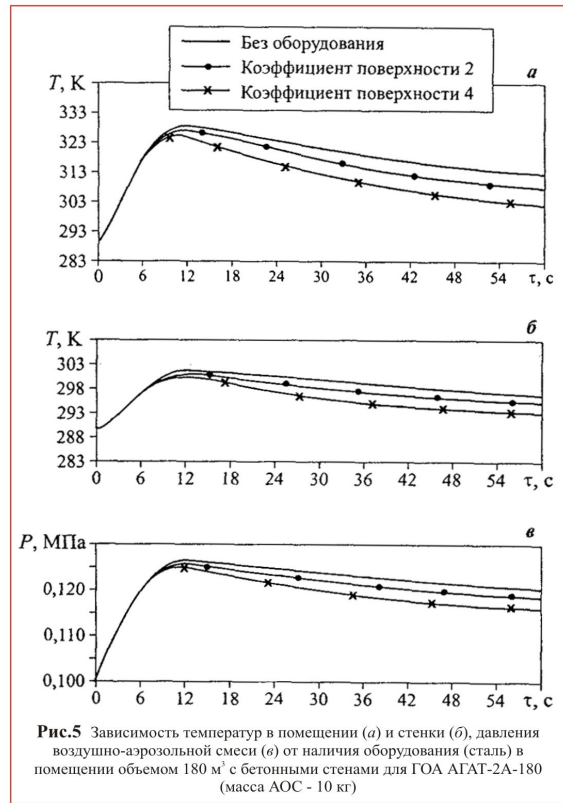 Без оборудования
Коэффициент поверхности 2
Коэффициент поверхности 4
T, К
а
333
323
313
303
293
283
0 6 12 18 24 30 36 42 48 54 τ, с
T, К
б
303
298
293
288
283
0 6 12 18 24 30 36 42 48 54 τ, с
P, МПа
в
0,120
0,110
0,100
0 6 12 18 24 30 36 42 48 54 τ, с
Рис.5 Зависимость температур в помещении (а) и стенки (б), давления
воздушно-аэрозольной смеси (в) от наличия оборудования (сталь) в
помещении объемом 180 м³ с бетонными стенами для ГОА АГАТ-2А-180
(масса АОС - 10 кг)